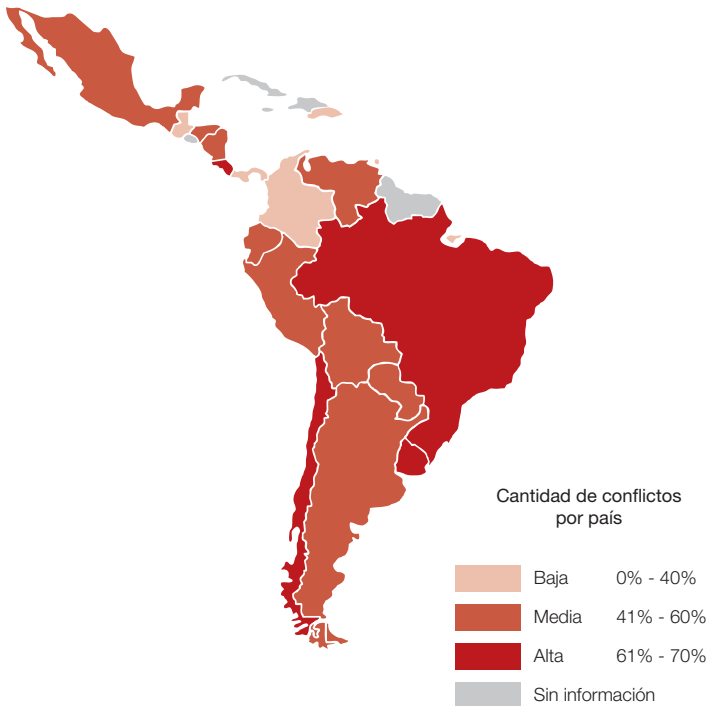 Cantidad de conflictos
por país
Baja 0% - 40%
Media 41% - 60%
Alta 61% - 70%
Sin información